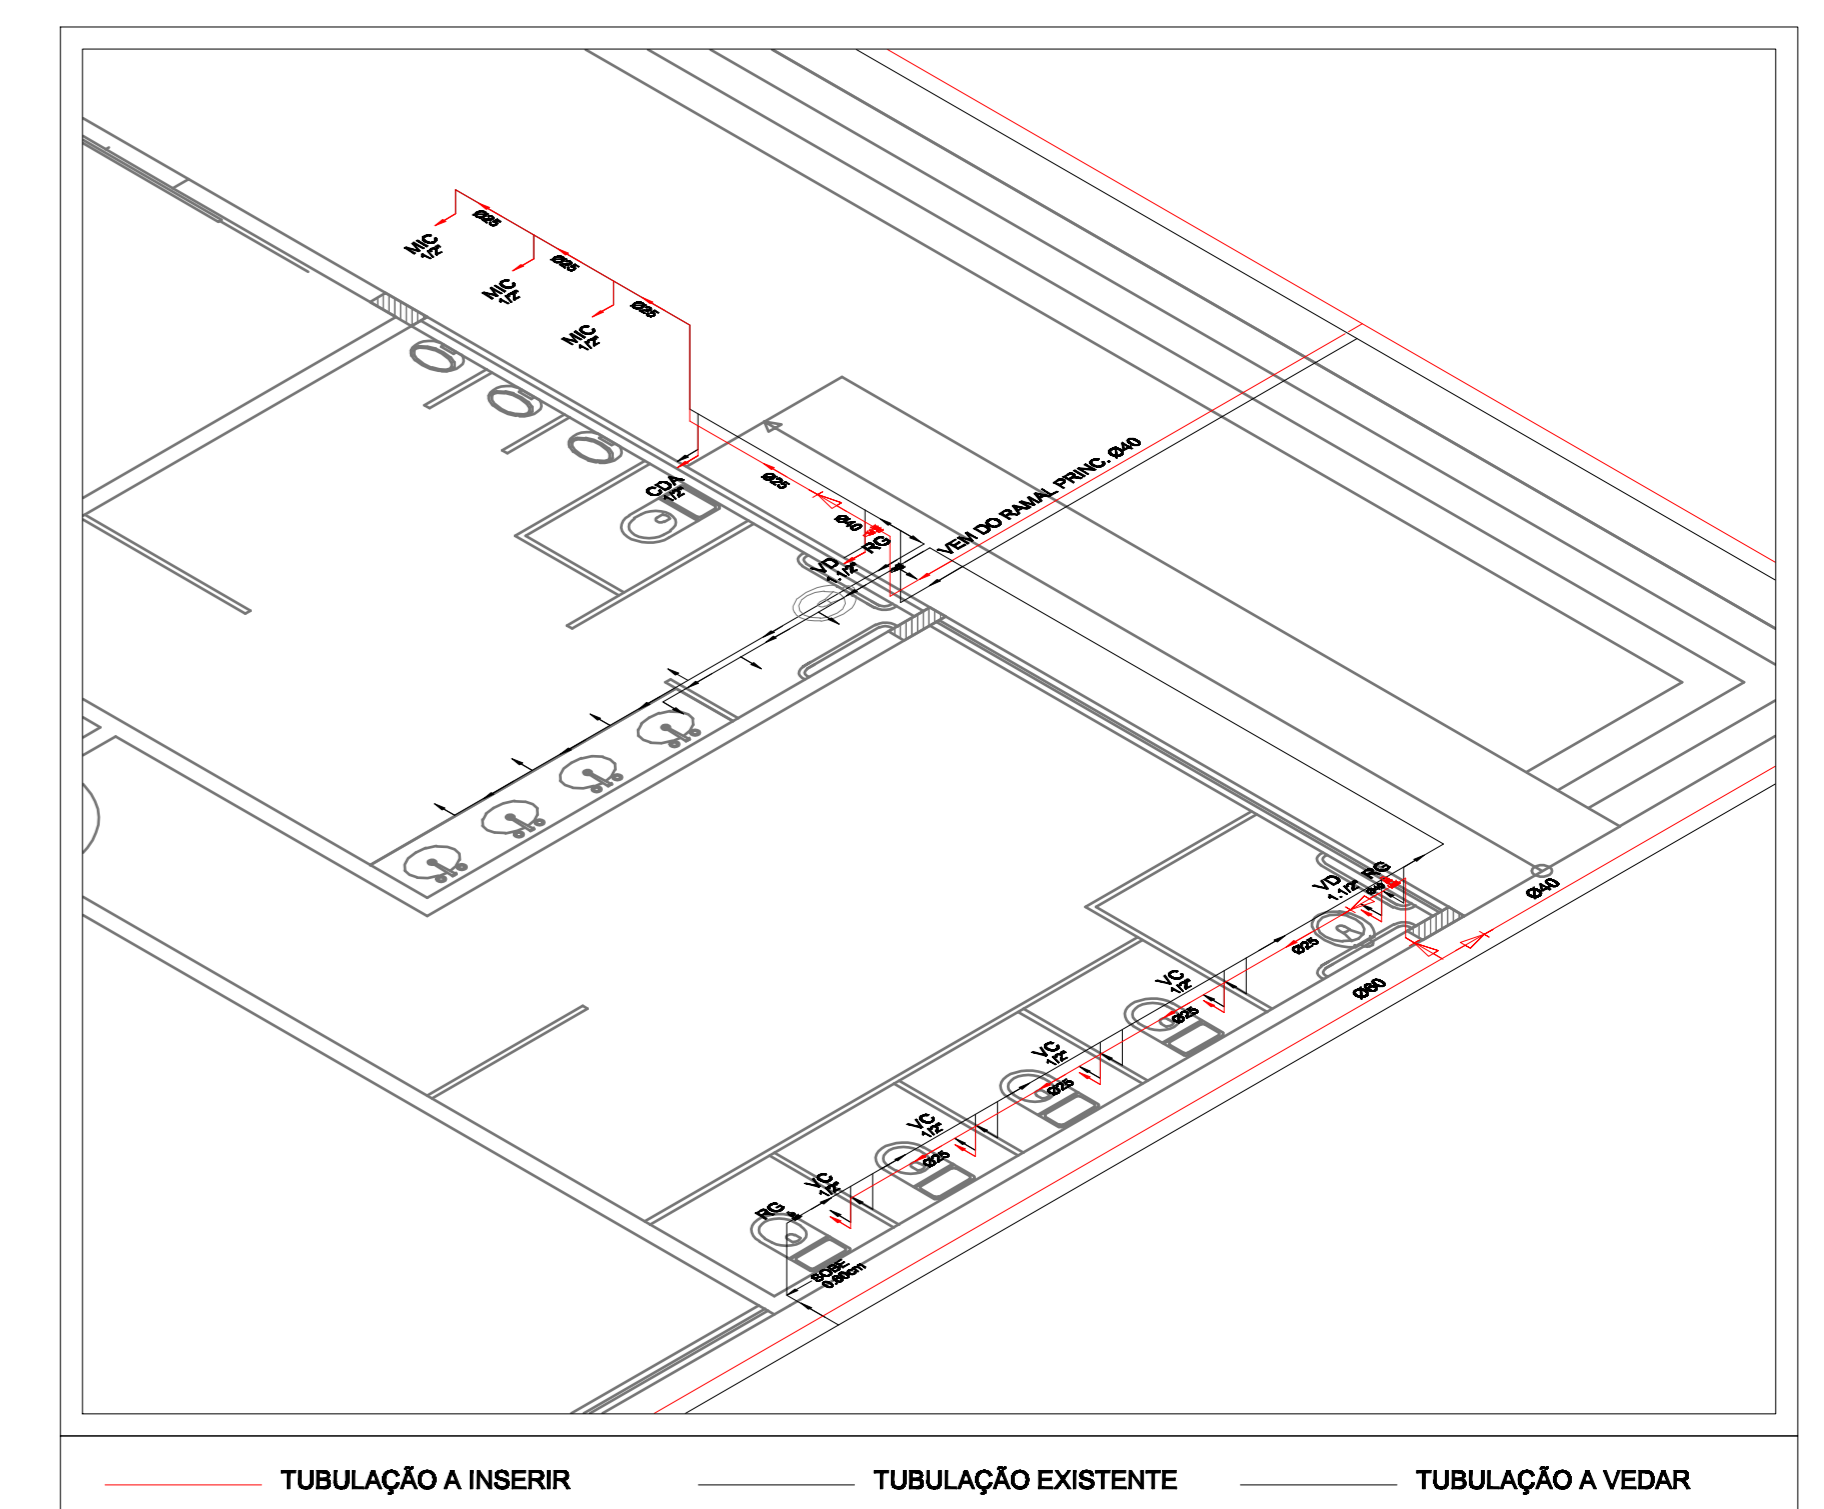 Ø25
MIC
1/2"
Ø25
MIC
1/2"
Ø25
MIC
1/2"
CDA
1/2"
Ø25
Ø40
RG
VD
1.1/2"
VEM DO RAMAL PRINC. Ø40
RG
VD
1.1/2"
Ø40
Ø40
Ø25
Ø60
VC
1/2"
Ø25
VC
1/2"
Ø25
VC
1/2"
Ø25
VC
1/2"
RG
SOBE
0.60cm
TUBULAÇÃO A INSERIR
TUBULAÇÃO EXISTENTE
TUBULAÇÃO A VEDAR